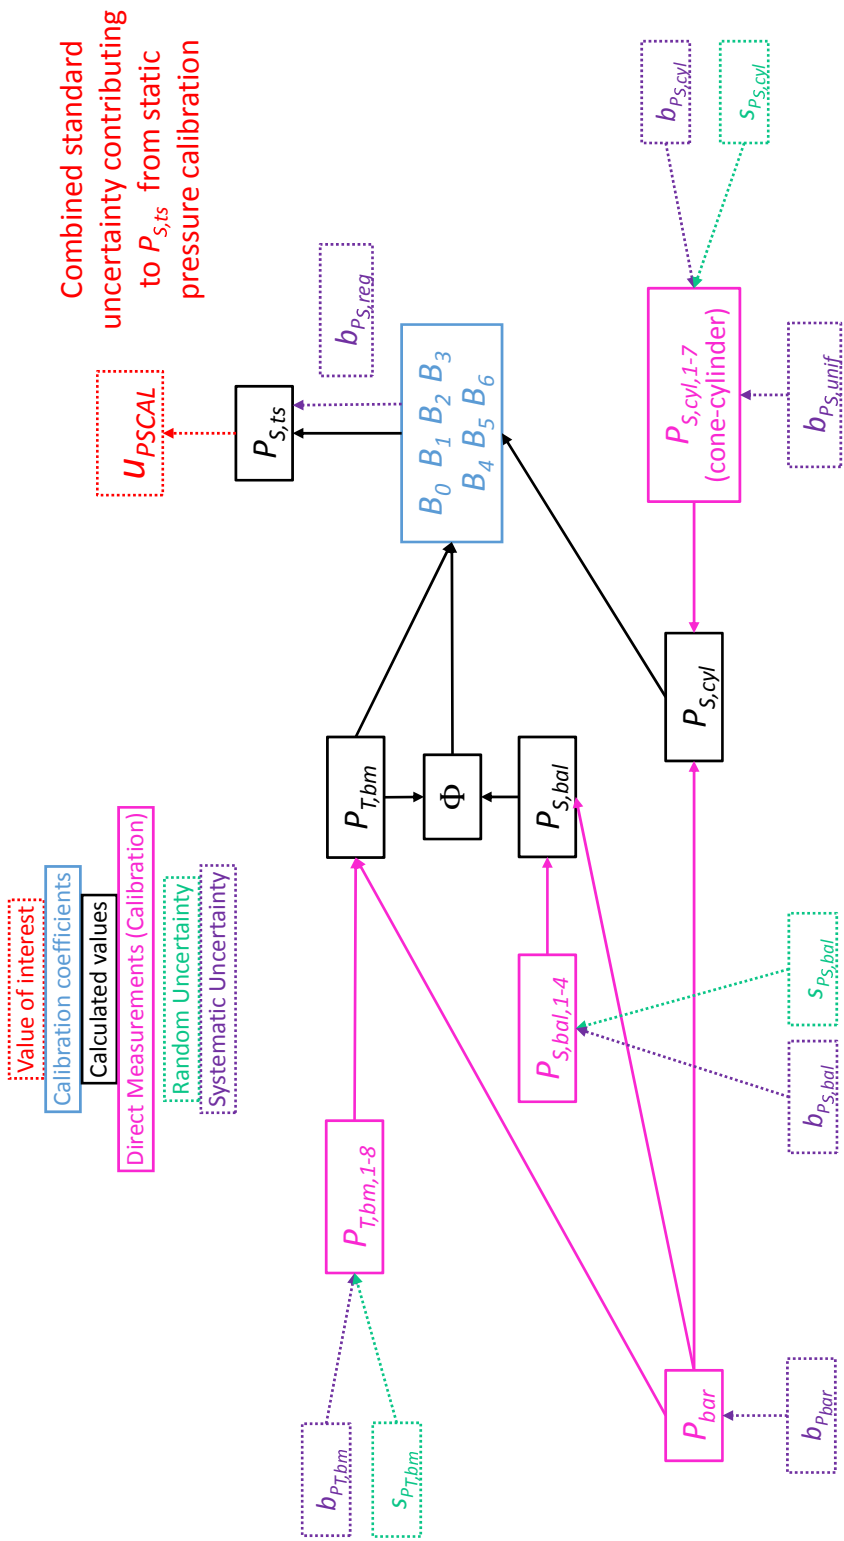 Value of interest
Calibration coefficients
Calculated values
Direct Measurements (Calibration)
Random Uncertainty
Systematic Uncertainty
Combined standard
uncertainty contributing
to P_S,ts from static
pressure calibration
u_PSCAL
P_S,ts
b_PS,reg
B_0 B_1 B_2 B_3
B_4 B_5 B_6
b_PT,bm
s_PT,bm
P_T,bm,1-8
P_T,bm
Φ
P_S,bal
P_S,bal,1-4
b_PS,bal
s_PS,bal
P_bar
b_Pbar
P_S,cyl
P_S,cyl,1-7
(cone-cylinder)
b_PS,unif
b_PS,cyl
s_PS,cyl